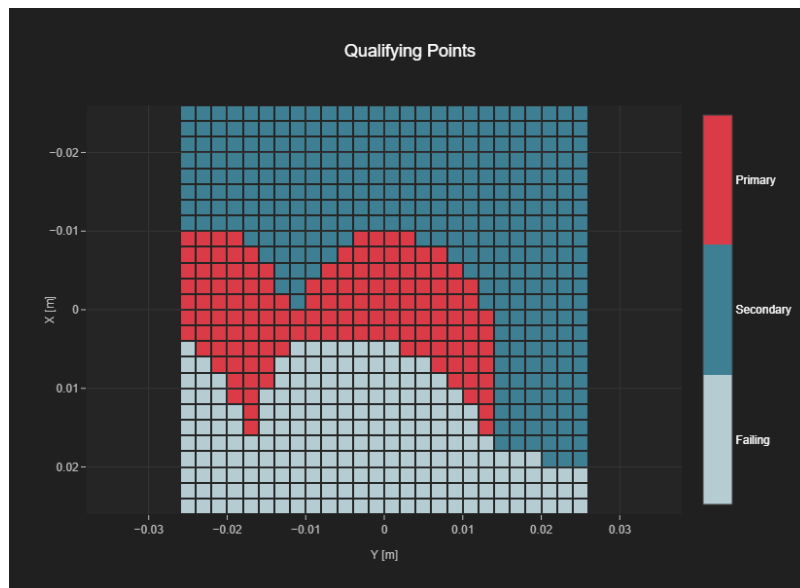 Qualifying Points
−0.02
−0.01
0
0.01
0.02
X [m]
−0.03
−0.02
−0.01
0
0.01
0.02
0.03
Y [m]
Primary
Secondary
Failing